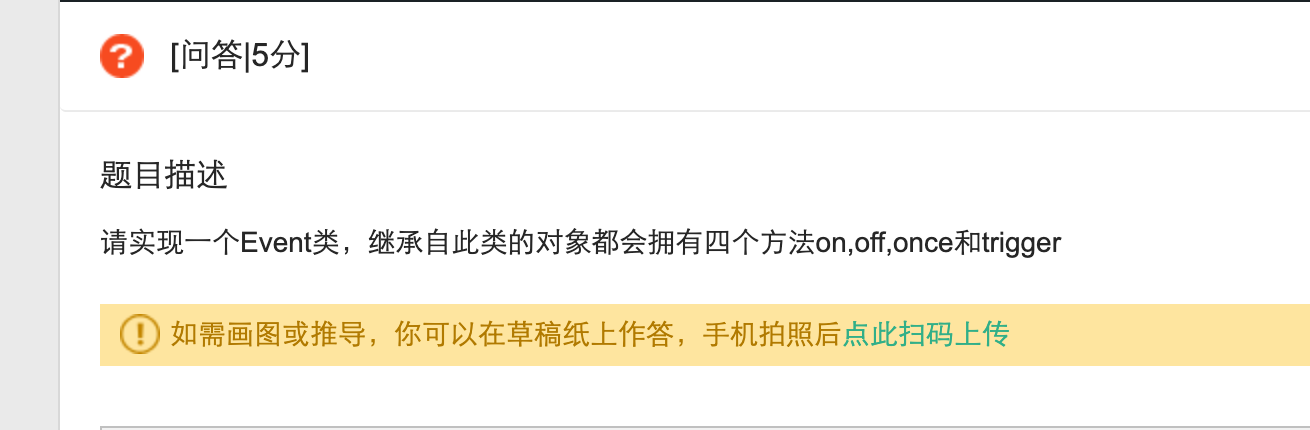 [问答|5分]
题目描述
请实现一个Event类，继承自此类的对象都会拥有四个方法on,off,once和trigger
如需画图或推导，你可以在草稿纸上作答，手机拍照后点此扫码上传